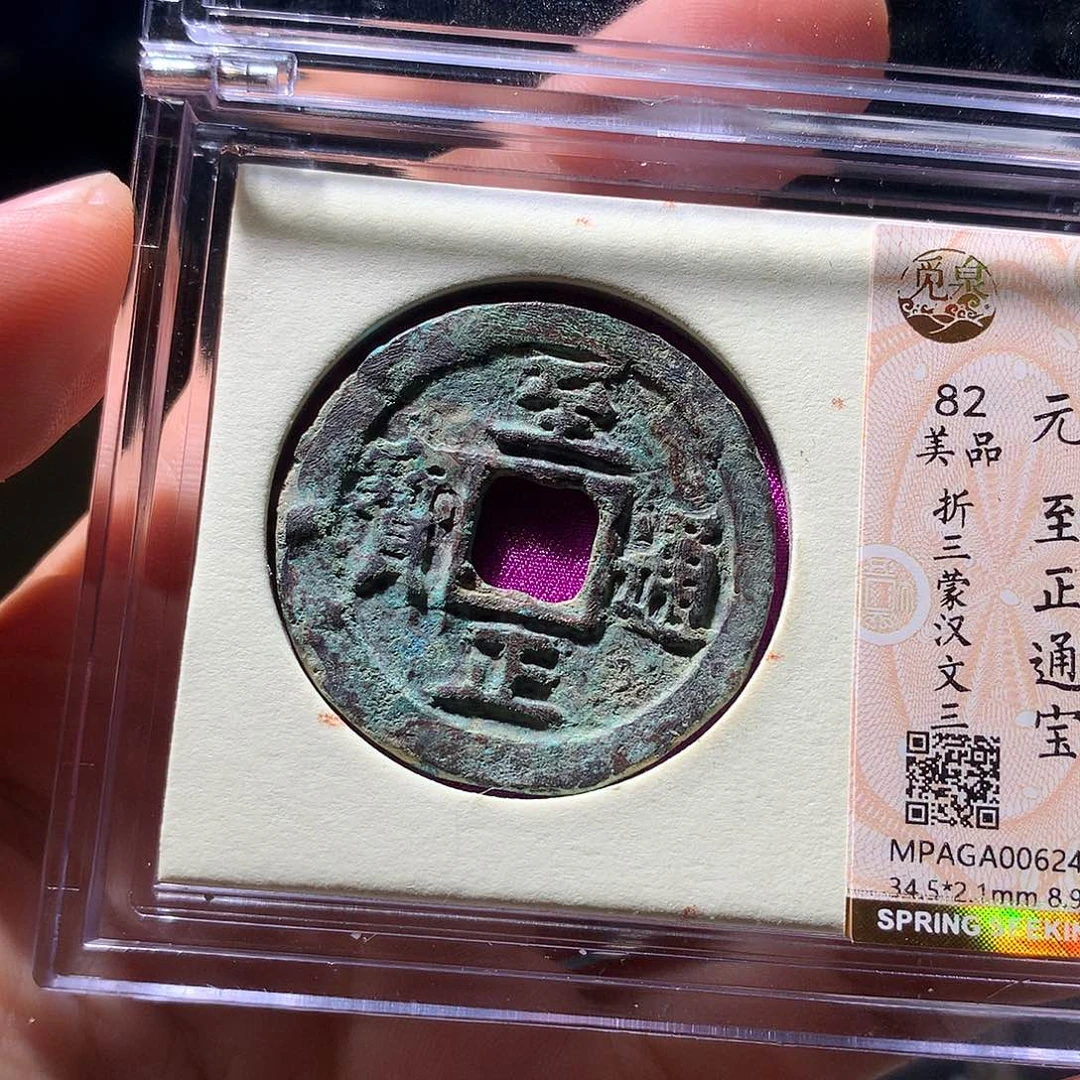 至正通寶
觅泉
元 至正通宝
82
美品
折三蒙汉文三
MPAGA00624
34.5*2.1mm 8.9
SPRING SEEKIN